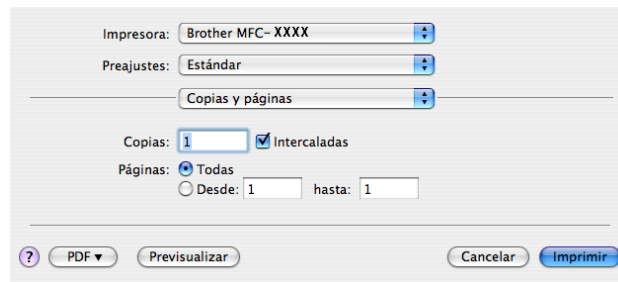 Impresora: Brother MFC- XXXX
Preajustes: Estándar
Copias y páginas
Copias: 1 Intercaladas
Páginas: Todas
Desde: 1 hasta: 1
? PDF Previsualizar Cancelar Imprimir